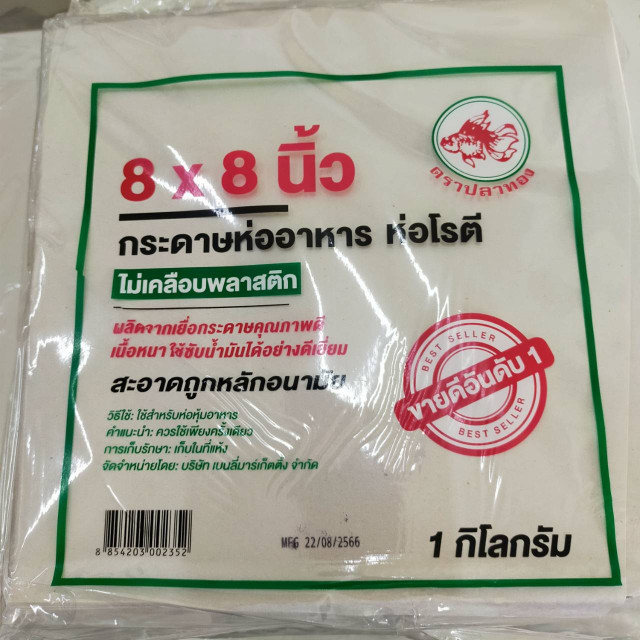 ตราปลาทอง
8 x 8 นิ้ว
กระดาษห่ออาหาร ห่อโรตี
ไม่เคลือบพลาสติก
ผลิตจากเยื่อกระดาษคุณภาพดี
เนื้อหนา ใช้ซับน้ำมันได้อย่างดีเยี่ยม
สะอาดถูกหลักอนามัย
BEST SELLER
ขายดีอันดับ 1
BEST SELLER
วิธีใช้: ใช้สำหรับห่อหุ้มอาหาร
คำแนะนำ: ควรใช้เพียงครั้งเดียว
การเก็บรักษา: เก็บในที่แห้ง
จัดจำหน่ายโดย: บริษัท เบนลี่มาร์เก็ตติ้ง จำกัด
8 854203 002352
MFG 22/08/2566
1 กิโลกรัม